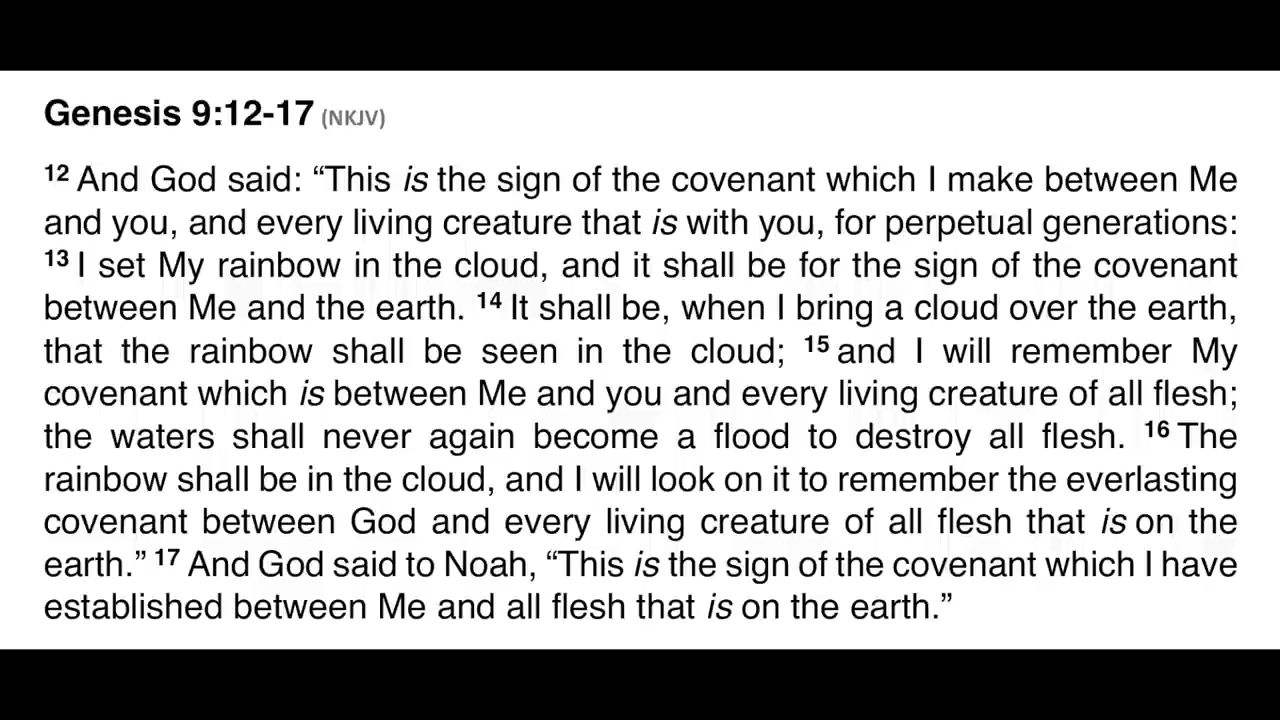 Genesis 9:12-17 (NKJV)
12 And God said: “This is the sign of the covenant which I make between Me
and you, and every living creature that is with you, for perpetual generations:
13 I set My rainbow in the cloud, and it shall be for the sign of the covenant
between Me and the earth. 14 It shall be, when I bring a cloud over the earth,
that the rainbow shall be seen in the cloud; 15 and I will remember My
covenant which is between Me and you and every living creature of all flesh;
the waters shall never again become a flood to destroy all flesh. 16 The
rainbow shall be in the cloud, and I will look on it to remember the everlasting
covenant between God and every living creature of all flesh that is on the
earth.” 17 And God said to Noah, “This is the sign of the covenant which I have
established between Me and all flesh that is on the earth.”